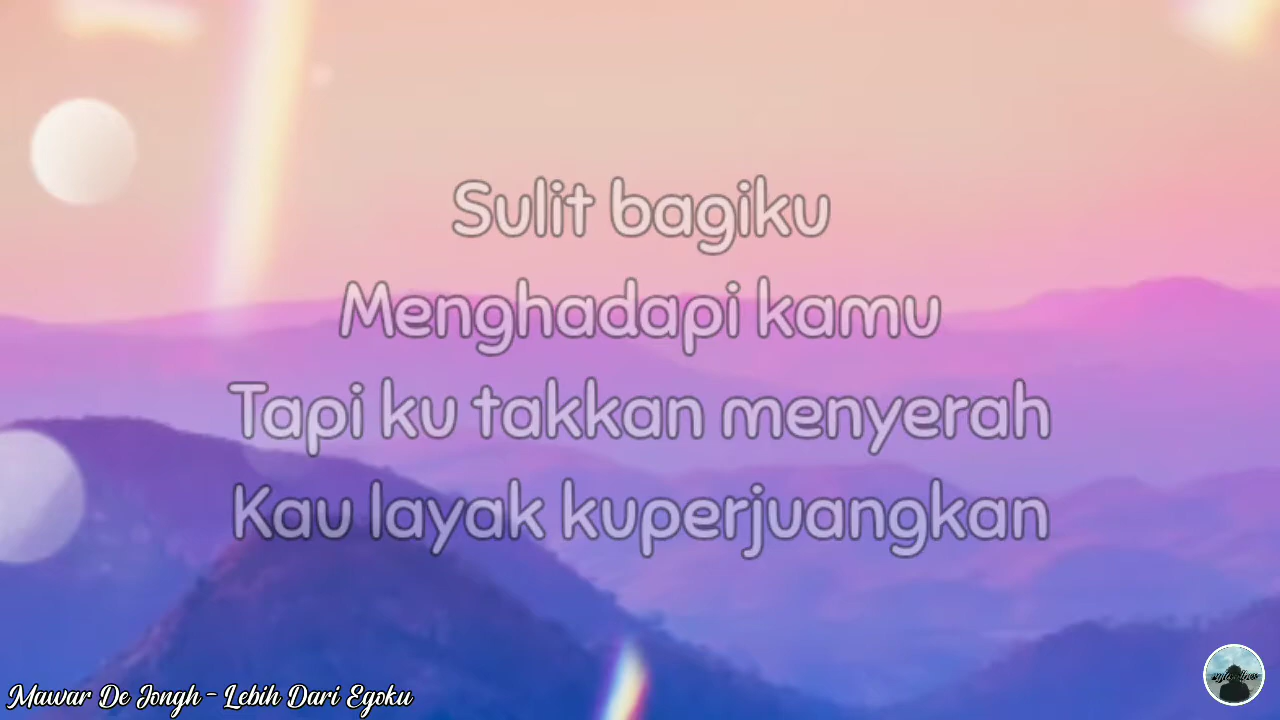 Sulit bagiku
Menghadapi kamu
Tapi ku takkan menyerah
Kau layak kuperjuangkan
Mawar De Jongh - Lebih Dari Egoku